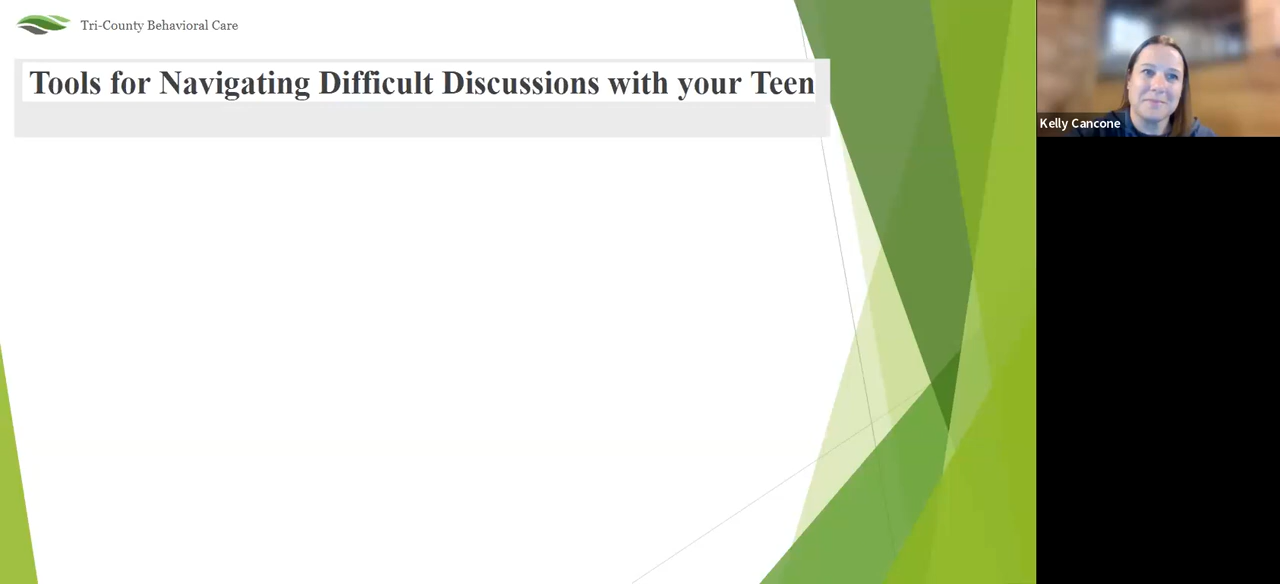 Tri-County Behavioral Care
Tools for Navigating Difficult Discussions with your Teen
Kelly Cancone